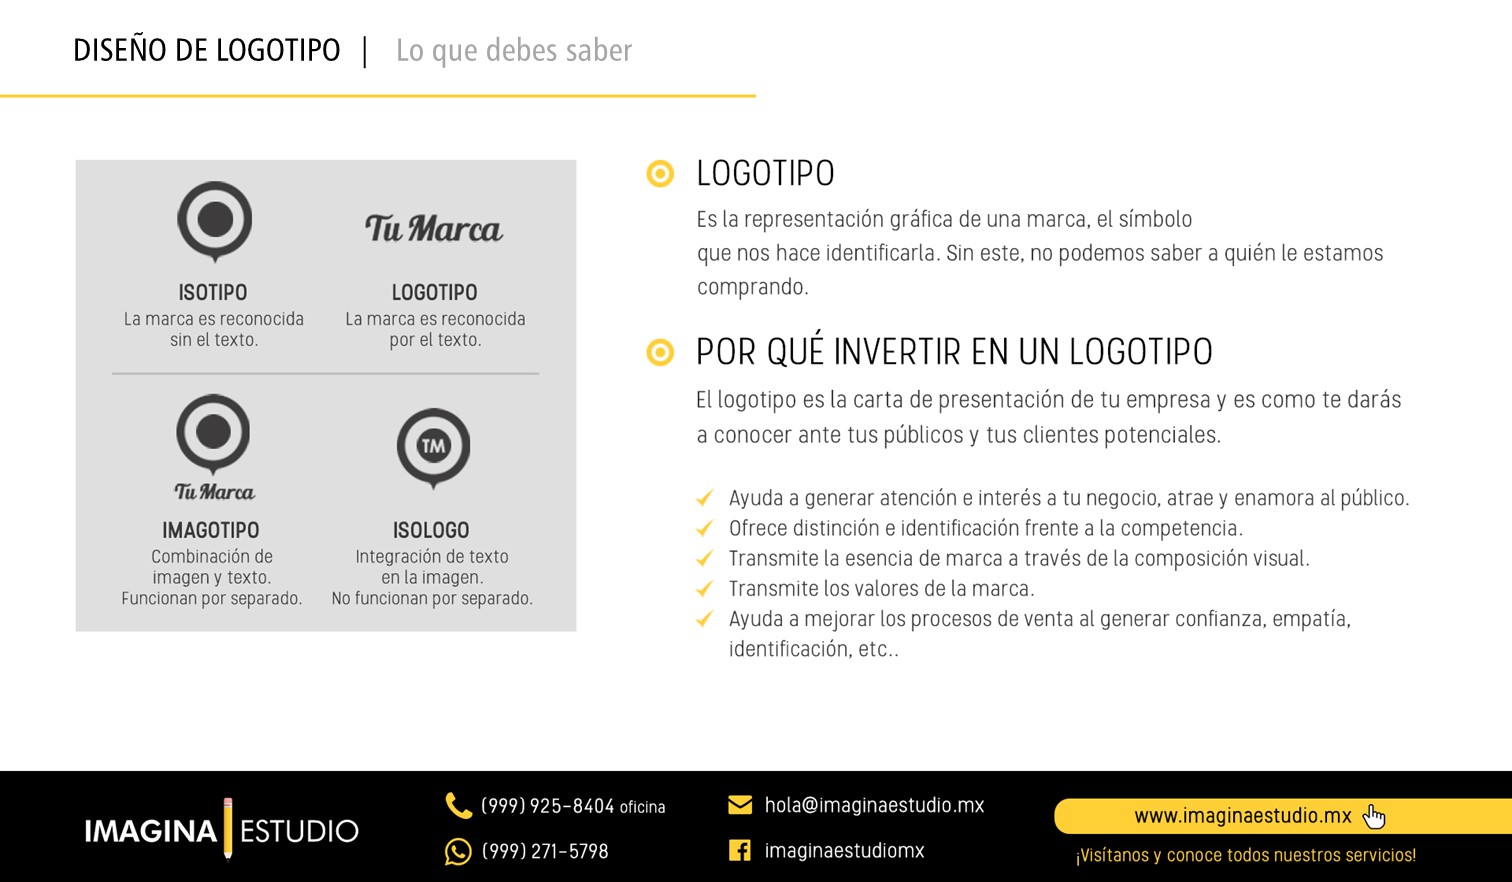 DISEÑO DE LOGOTIPO | Lo que debes saber
Tu Marca
ISOTIPO
La marca es reconocida
sin el texto.
LOGOTIPO
La marca es reconocida
por el texto.
Tu Marca
IMAGOTIPO
Combinación de
imagen y texto.
Funcionan por separado.
TM
ISOLOGO
Integración de texto
en la imagen.
No funcionan por separado.
LOGOTIPO
Es la representación gráfica de una marca, el símbolo
que nos hace identificarla. Sin este, no podemos saber a quién le estamos
comprando.
POR QUÉ INVERTIR EN UN LOGOTIPO
El logotipo es la carta de presentación de tu empresa y es como te darás
a conocer ante tus públicos y tus clientes potenciales.
Ayuda a generar atención e interés a tu negocio, atrae y enamora al público.
Ofrece distinción e identificación frente a la competencia.
Transmite la esencia de marca a través de la composición visual.
Transmite los valores de la marca.
Ayuda a mejorar los procesos de venta al generar confianza, empatía,
identificación, etc..
IMAGINA ESTUDIO
(999) 925-8404 oficina
(999) 271-5798
hola@imaginaestudio.mx
imaginaestudiomx
www.imaginaestudio.mx
¡Visítanos y conoce todos nuestros servicios!